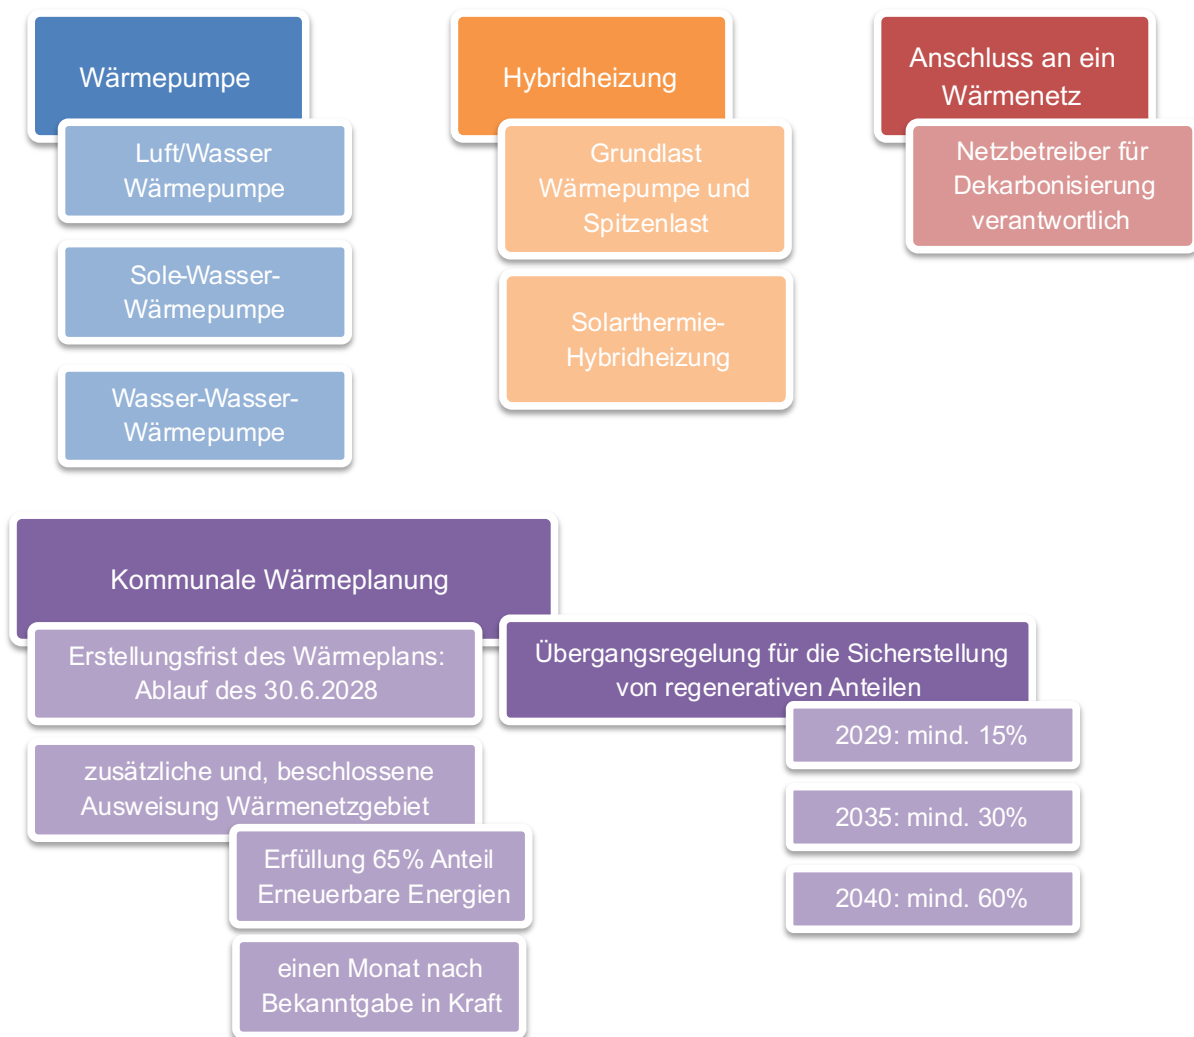 Wärmepumpe
Luft/Wasser
Wärmepumpe
Sole-Wasser-
Wärmepumpe
Wasser-Wasser-
Wärmepumpe
Hybridheizung
Grundlast
Wärmepumpe und
Spitzenlast
Solarthermie-
Hybridheizung
Anschluss an ein
Wärmenetz
Netzbetreiber für
Dekarbonisierung
verantwortlich
Kommunale Wärmeplanung
Erstellungsfrist des Wärmeplans:
Ablauf des 30.6.2028
zusätzliche und, beschlossene
Ausweisung Wärmenetzgebiet
Erfüllung 65% Anteil
Erneuerbare Energien
einen Monat nach
Bekanntgabe in Kraft
Übergangsregelung für die Sicherstellung
von regenerativen Anteilen
2029: mind. 15%
2035: mind. 30%
2040: mind. 60%